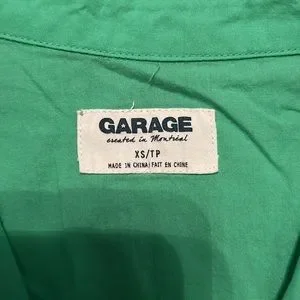 GARAGE
created in Montréal
XS/TP
MADE IN CHINA/FAIT EN CHINE